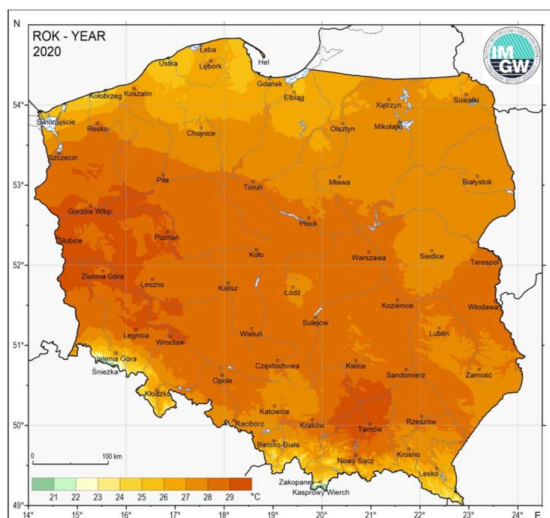 N
ROK - YEAR
2020
IMGW
Łeba
Hel
Ustka
Lębork
Gdańsk
Kołobrzeg
Koszalin
Elbląg
Kętrzyn
Suwałki
54°
Świnoujście
Resko
Chojnice
Olsztyn
Mikołajki
Szczecin
53°
Piła
Toruń
Mława
Białystok
Gorzów Wlkp.
Płock
Słubice
Poznań
Koło
Warszawa
Siedlce
Terespol
52°
Zielona Góra
Leszno
Kalisz
Łódź
Kozienice
Włodawa
Legnica
Wrocław
Wieluń
Sulejów
Lublin
51°
Jelenia Góra
Śnieżka
Opole
Częstochowa
Kielce
Sandomierz
Zamość
Kłodzko
Katowice
Racibórz
Kraków
Tarnów
Rzeszów
50°
Bielsko-Biała
Nowy Sącz
Krosno
Lesko
0 100 km
Zakopane
Kasprowy Wierch
21 22 23 24 25 26 27 28 29 °C
49°
14° 15° 16° 17° 18° 19° 20° 21° 22° 23° 24° E